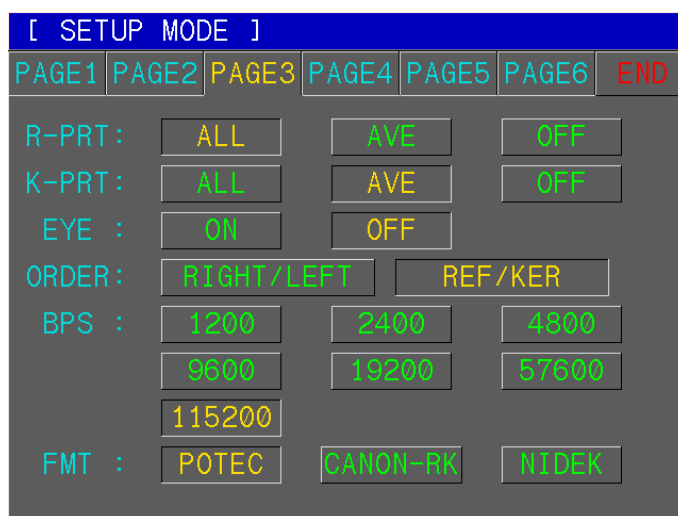 [ SETUP MODE ]
PAGE1 PAGE2 PAGE3 PAGE4 PAGE5 PAGE6 END
R-PRT: ALL AVE OFF
K-PRT: ALL AVE OFF
EYE : ON OFF
ORDER: RIGHT/LEFT REF/KER
BPS : 1200 2400 4800
9600 19200 57600
115200
FMT : POTEC CANON-RK NIDEK